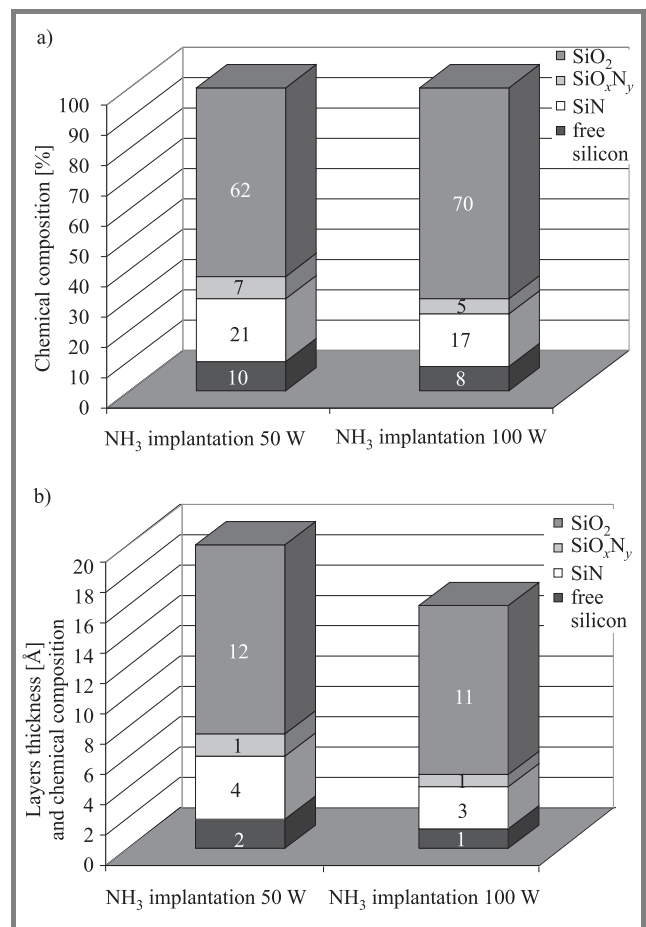 a)
SiO₂
SiOₓNᵧ
SiN
free
silicon
Chemical composition [%]
100
90
80
70
60
50
40
30
20
10
0
62
7
21
10
70
5
17
8
NH₃ implantation 50 W
NH₃ implantation 100 W
b)
SiO₂
SiOₓNᵧ
SiN
free
silicon
Layers thickness [Å]
and chemical composition
20
18
16
14
12
10
8
6
4
2
0
12
1
4
2
11
1
3
1
NH₃ implantation 50 W
NH₃ implantation 100 W